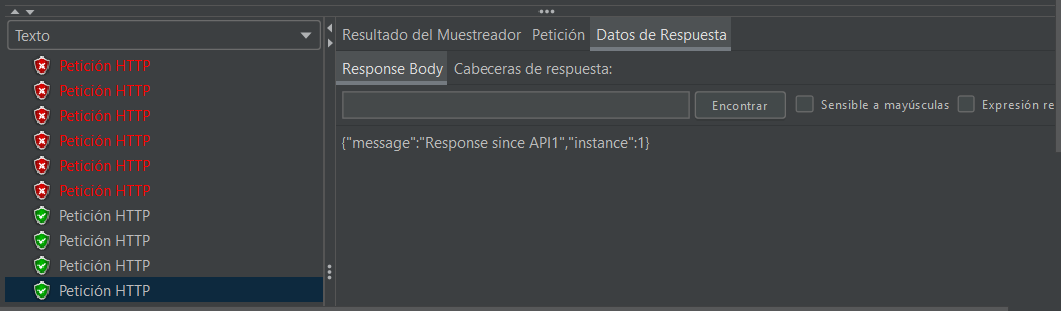 Texto
Petición HTTP
Petición HTTP
Petición HTTP
Petición HTTP
Petición HTTP
Petición HTTP
Petición HTTP
Petición HTTP
Petición HTTP
Petición HTTP
Resultado del Muestreador Petición Datos de Respuesta
Response Body Cabeceras de respuesta:
Encontrar Sensible a mayúsculas Expresión re
{"message":"Response since API1","instance":1}